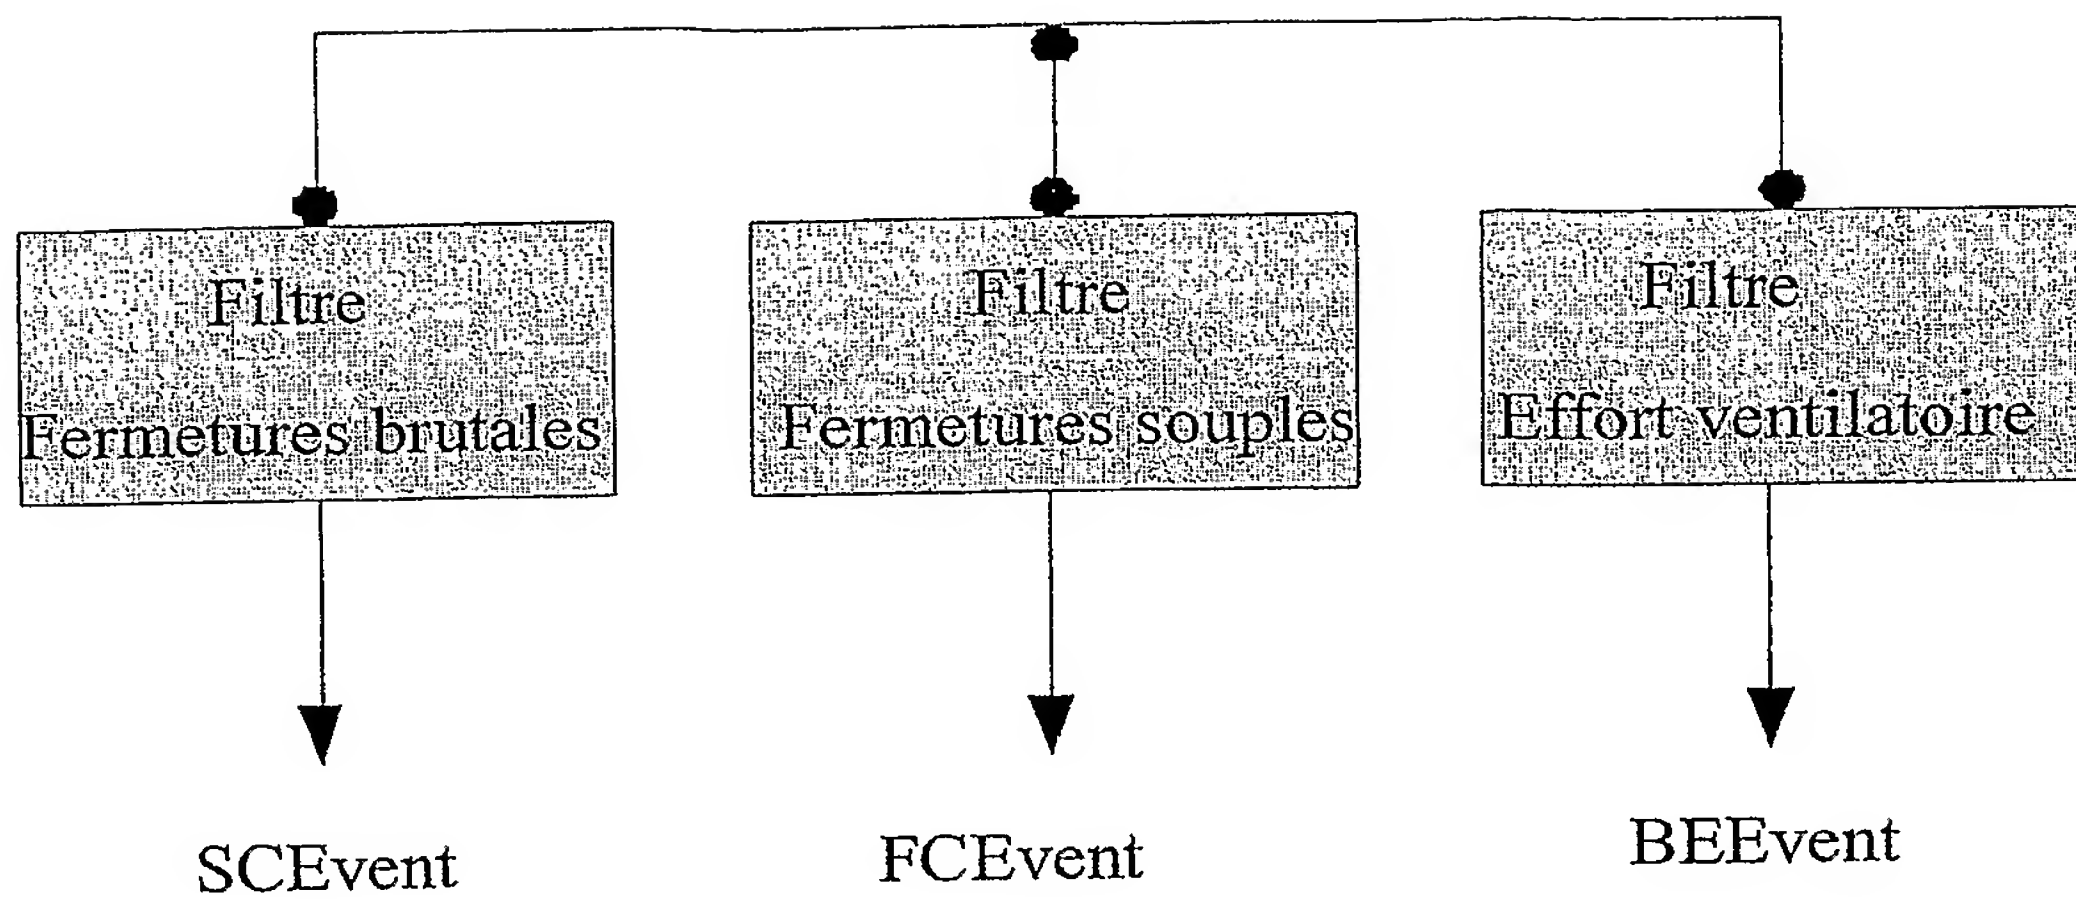 Filtre
Fermetures brutales
Filtre
Fermetures souples
Filtre
Effort ventilatoire
SCEvent
FCEvent
BEEvent